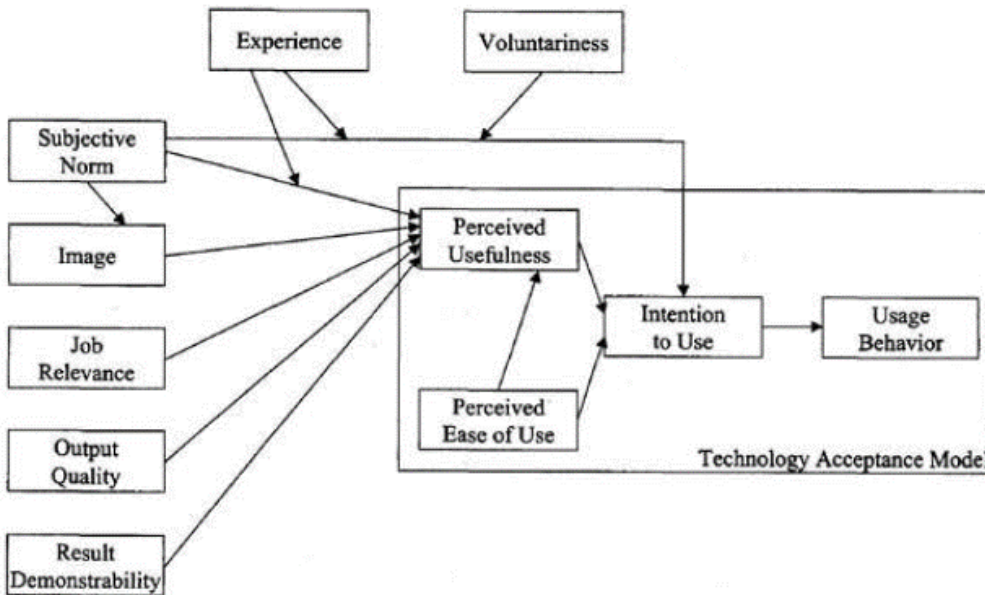 Experience
Voluntariness
Subjective
Norm
Image
Perceived
Usefulness
Job
Relevance
Intention
to Use
Usage
Behavior
Perceived
Ease of Use
Output
Quality
Technology Acceptance Model
Result
Demonstrability